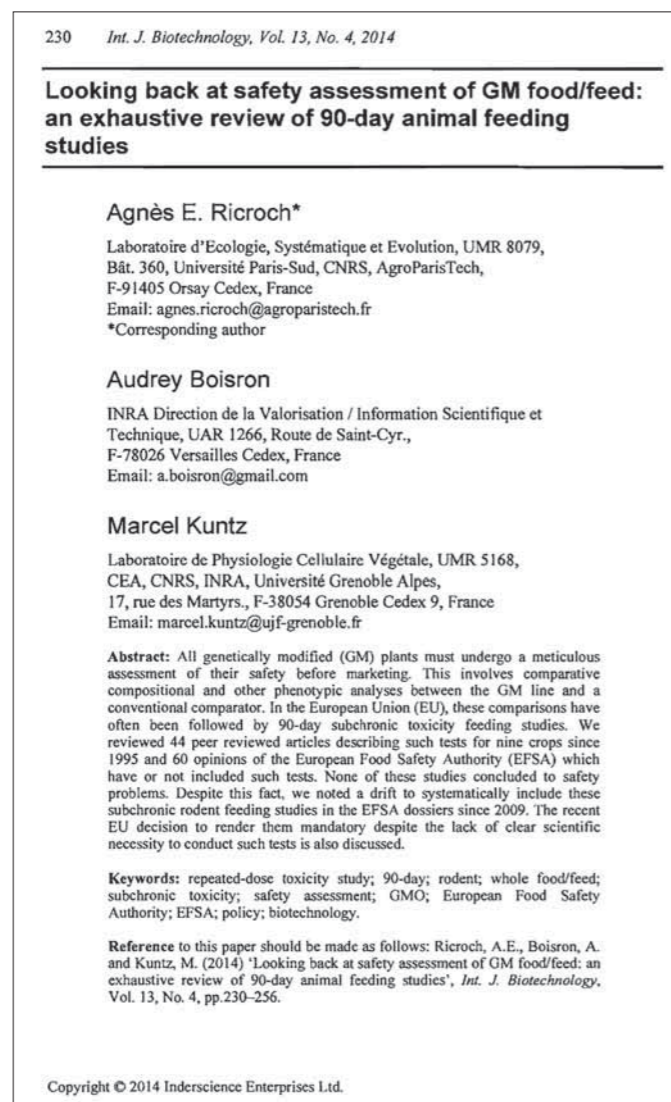 230 Int. J. Biotechnology, Vol. 13, No. 4, 2014
Looking back at safety assessment of GM food/feed:
an exhaustive review of 90-day animal feeding
studies
Agnès E. Ricroch*
Laboratoire d'Ecologie, Systématique et Evolution, UMR 8079,
Bât. 360, Université Paris-Sud, CNRS, AgroParisTech,
F-91405 Orsay Cedex, France
Email: agnes.ricroch@agroparistech.fr
*Corresponding author
Audrey Boisron
INRA Direction de la Valorisation / Information Scientifique et
Technique, UAR 1266, Route de Saint-Cyr.,
F-78026 Versailles Cedex, France
Email: a.boisron@gmail.com
Marcel Kuntz
Laboratoire de Physiologie Cellulaire Végétale, UMR 5168,
CEA, CNRS, INRA, Université Grenoble Alpes,
17, rue des Martyrs., F-38054 Grenoble Cedex 9, France
Email: marcel.kuntz@ujf-grenoble.fr
Abstract: All genetically modified (GM) plants must undergo a meticulous
assessment of their safety before marketing. This involves comparative
compositional and other phenotypic analyses between the GM line and a
conventional comparator. In the European Union (EU), these comparisons have
often been followed by 90-day subchronic toxicity feeding studies. We
reviewed 44 peer reviewed articles describing such tests for nine crops since
1995 and 60 opinions of the European Food Safety Authority (EFSA) which
have or not included such tests. None of these studies concluded to safety
problems. Despite this fact, we noted a drift to systematically include these
subchronic rodent feeding studies in the EFSA dossiers since 2009. The recent
EU decision to render them mandatory despite the lack of clear scientific
necessity to conduct such tests is also discussed.
Keywords: repeated-dose toxicity study; 90-day; rodent; whole food/feed;
subchronic toxicity; safety assessment; GMO; European Food Safety
Authority; EFSA; policy; biotechnology.
Reference to this paper should be made as follows: Ricroch, A.E., Boisron, A.
and Kuntz, M. (2014) 'Looking back at safety assessment of GM food/feed: an
exhaustive review of 90-day animal feeding studies', Int. J. Biotechnology,
Vol. 13, No. 4, pp.230–256.
Copyright © 2014 Inderscience Enterprises Ltd.